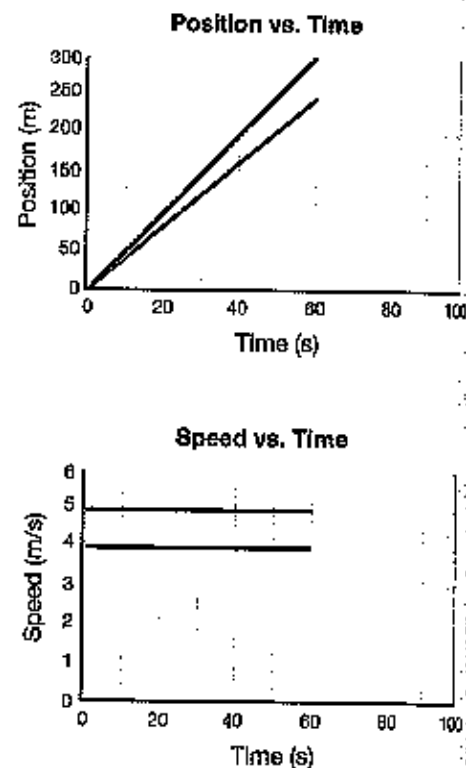 Position vs. Time
300
250
200
150
100
50
0
Position (m)
0 20 40 60 80 100
Time (s)
Speed vs. Time
6
5
4
3
2
1
0
Speed (m/s)
0 20 40 60 80 100
Time (s)